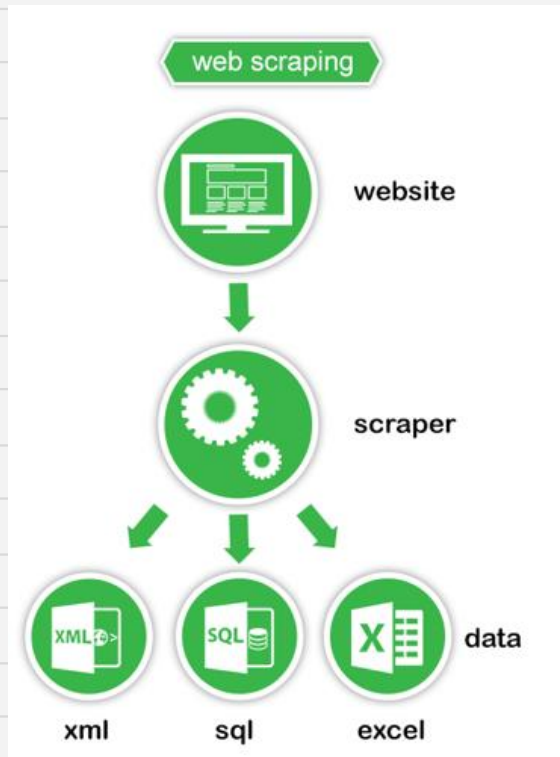 web scraping
website
scraper
XML
SQL
X
data
xml
sql
excel